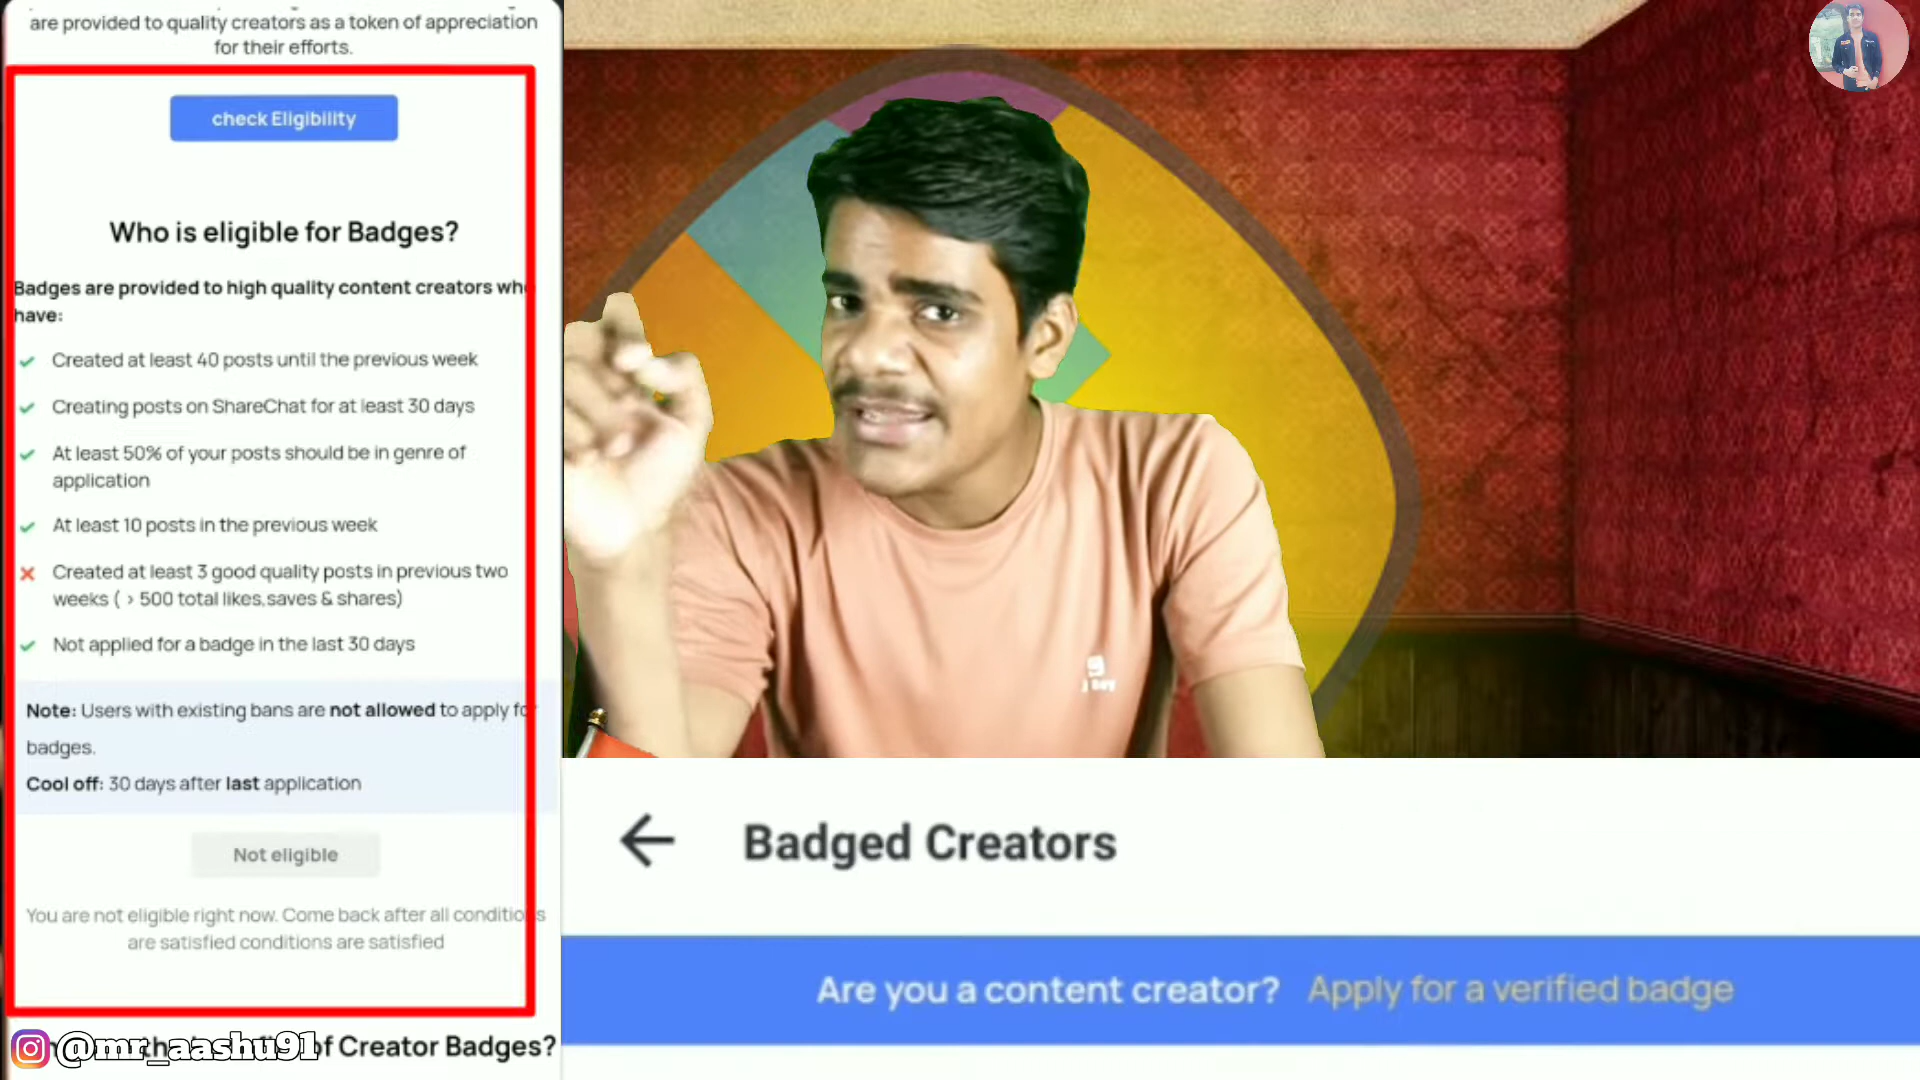 are provided to quality creators as a token of appreciation
for their efforts.
check Eligibility
Who is eligible for Badges?
Badges are provided to high quality content creators who
have:
Created at least 40 posts until the previous week
Creating posts on ShareChat for at least 30 days
At least 50% of your posts should be in genre of
application
At least 10 posts in the previous week
Created at least 3 good quality posts in previous two
weeks ( > 500 total likes,saves & shares)
Not applied for a badge in the last 30 days
Note: Users with existing bans are not allowed to apply for
badges.
Cool off: 30 days after last application
Not eligible
You are not eligible right now. Come back after all conditions
are satisfied conditions are satisfied
of Creator Badges?
@mr_aashu91
Badged Creators
Are you a content creator? Apply for a verified badge